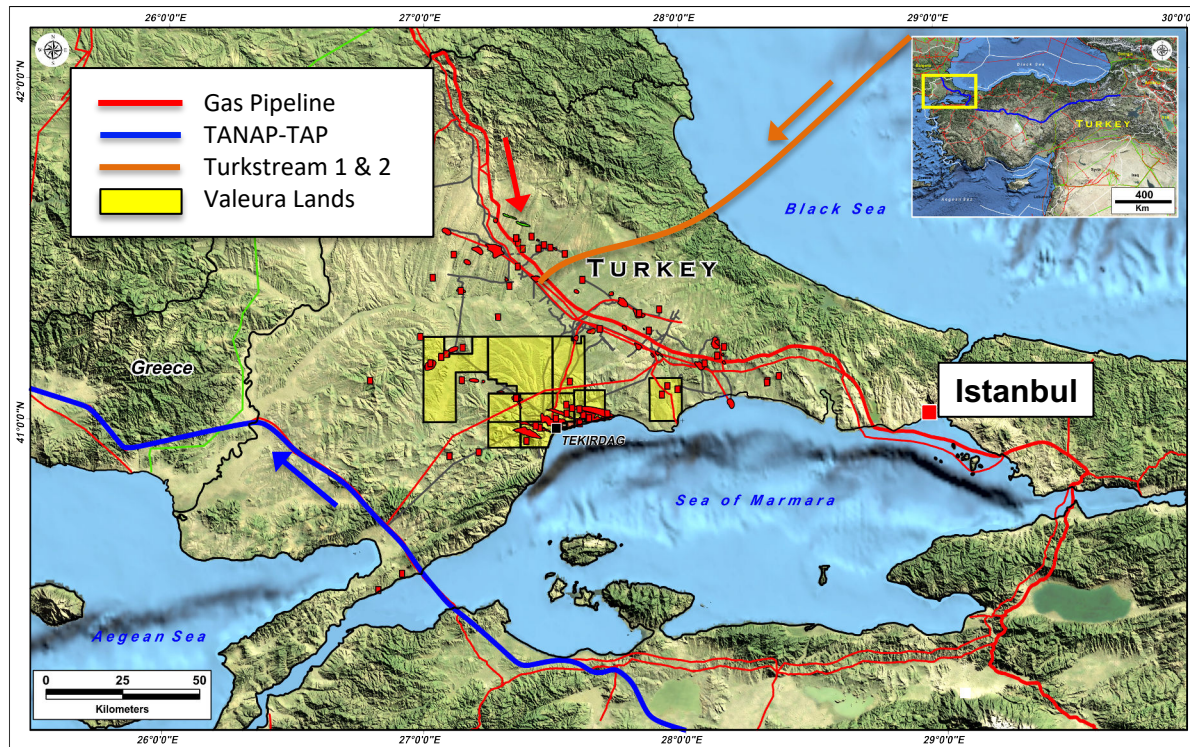 26°0'0"E
27°0'0"E
28°0'0"E
29°0'0"E
30°0'0"
42°0'0"N
41°0'0"N
Gas Pipeline
TANAP-TAP
Turkstream 1 & 2
Valeura Lands
Black Sea
TURKEY
Aegean Sea
400
Km
Black Sea
TURKEY
Greece
Istanbul
TEKIRDAG
Sea of Marmara
Aegean Sea
0 25 50
Kilometers
26°0'0"E
27°0'0"E
28°0'0"E
29°0'0"E